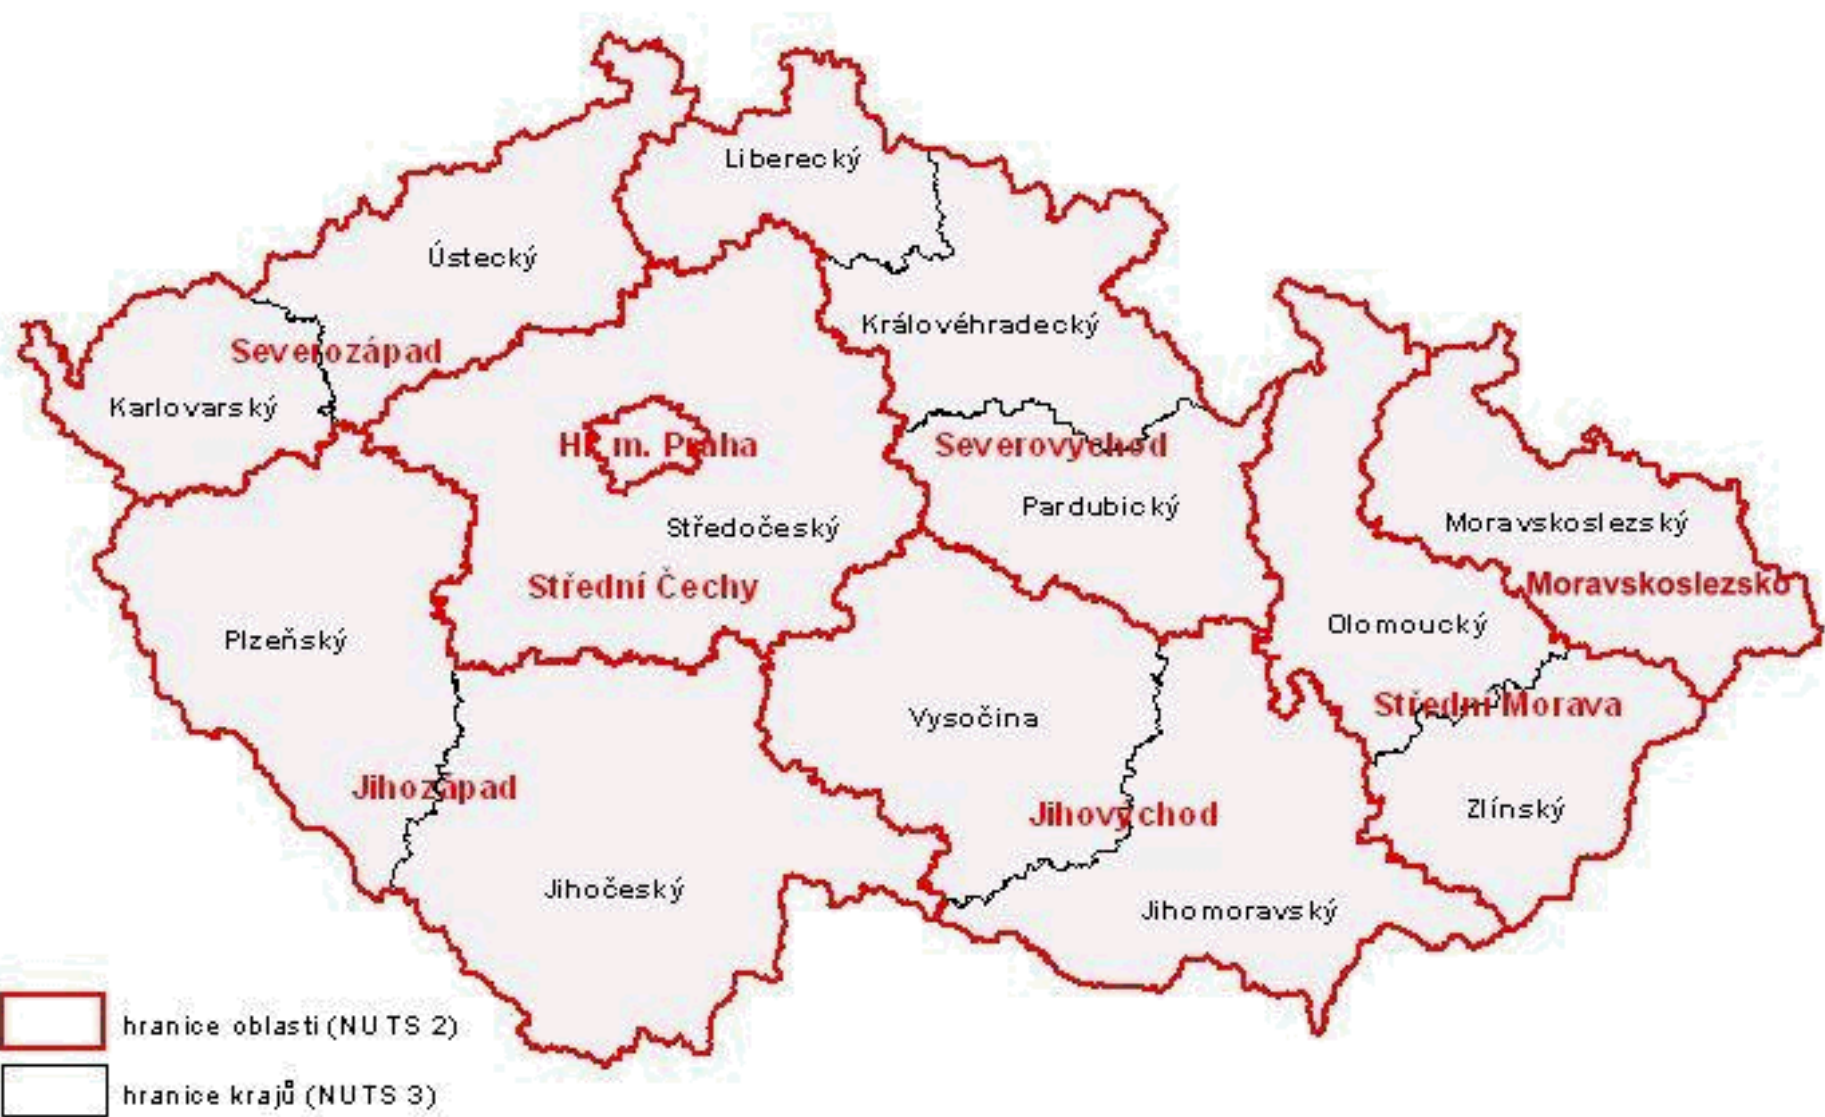 Liberecký
Ústecký
Královéhradecký
Severozápad
Karlovarský
Hl. m. Praha
Severovýchod
Pardubický
Středočeský
Moravskoslezský
Střední Čechy
Moravskoslezsko
Olomoucký
Plzeňský
Střední Morava
Vysočina
Jihozápad
Zlínský
Jihovýchod
Jihočeský
Jihomoravský
hranice oblasti (NUTS 2)
hranice krajů (NUTS 3)